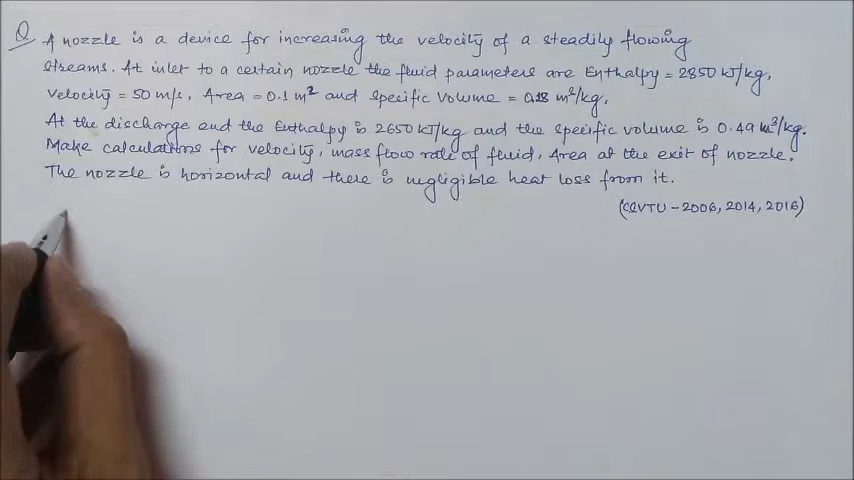 Q A nozzle is a device for increasing the velocity of a steadily flowing
streams. At inlet to a certain nozzle the fluid parameters are Enthalpy = 2850 kJ/kg,
velocity = 50 m/s, Area = 0.1 m² and specific volume = 0.18 m³/kg.
At the discharge end the Enthalpy is 2650 kJ/kg and the specific volume is 0.49 m³/kg.
Make calculations for velocity, mass flow rate of fluid, Area at the exit of nozzle.
The nozzle is horizontal and there is negligible heat loss from it.
(CSVTU - 2006, 2014, 2016)